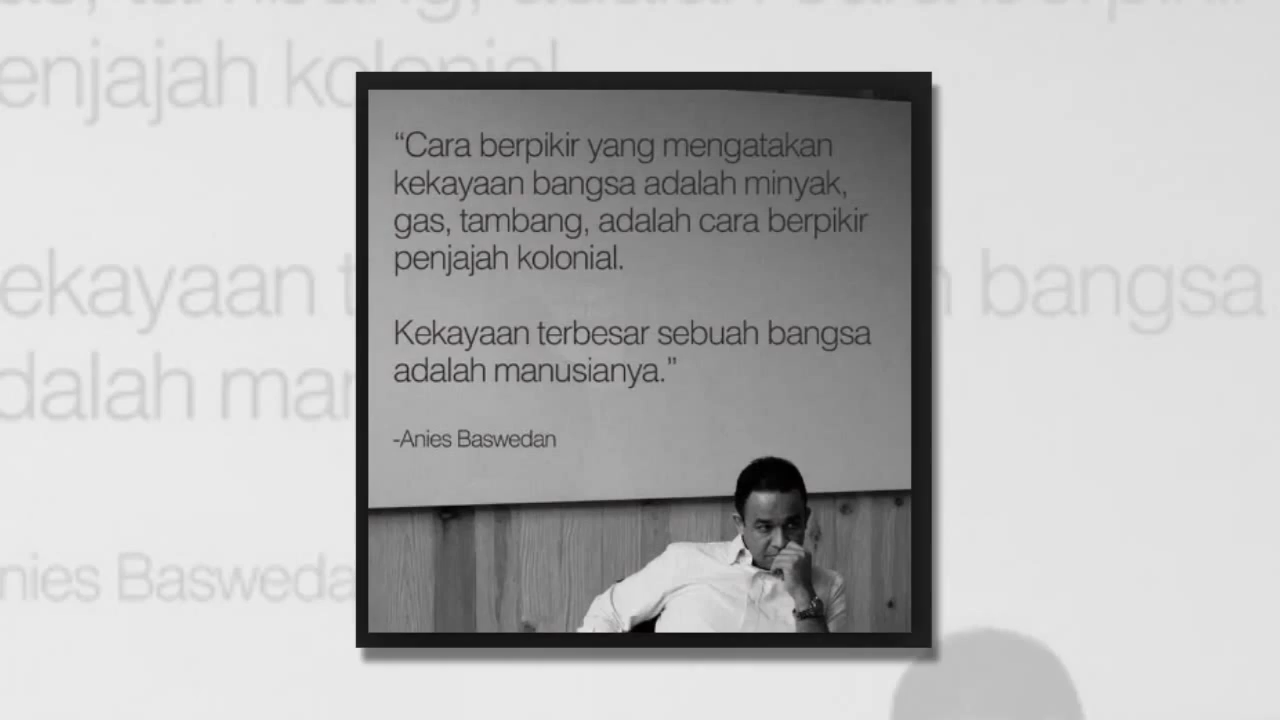 “Cara berpikir yang mengatakan
kekayaan bangsa adalah minyak,
gas, tambang, adalah cara berpikir
penjajah kolonial.
Kekayaan terbesar sebuah bangsa
adalah manusianya.”
-Anies Baswedan